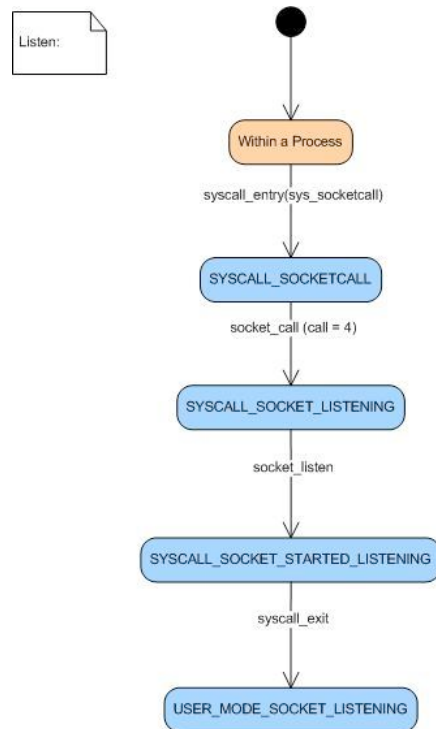 Listen:
Within a Process
syscall_entry(sys_socketcall)
SYSCALL_SOCKETCALL
socket_call (call = 4)
SYSCALL_SOCKET_LISTENING
socket_listen
SYSCALL_SOCKET_STARTED_LISTENING
syscall_exit
USER_MODE_SOCKET_LISTENING